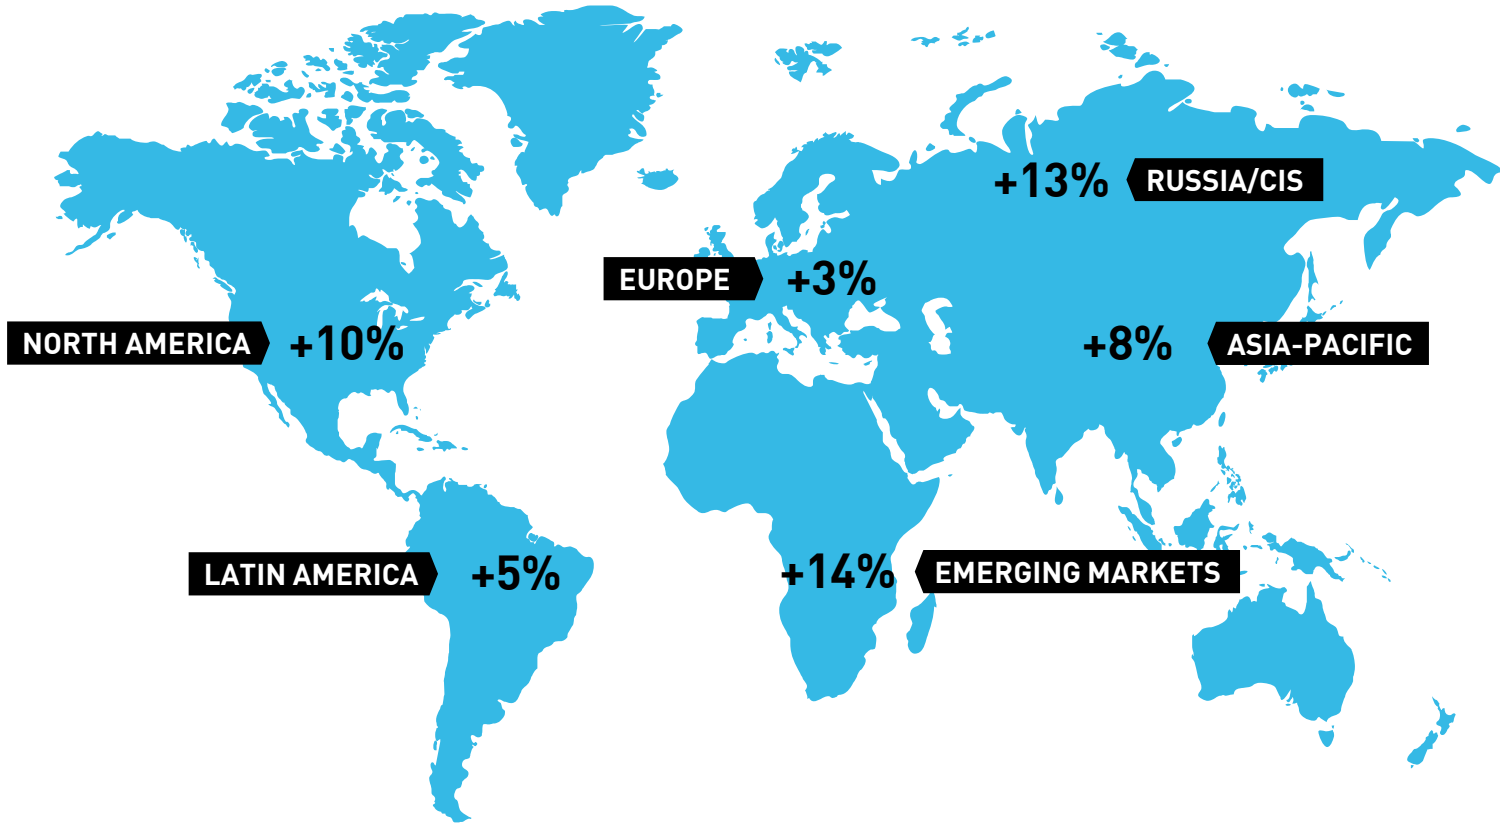 +13% RUSSIA/CIS
EUROPE +3%
NORTH AMERICA +10%
+8% ASIA-PACIFIC
LATIN AMERICA +5%
+14% EMERGING MARKETS